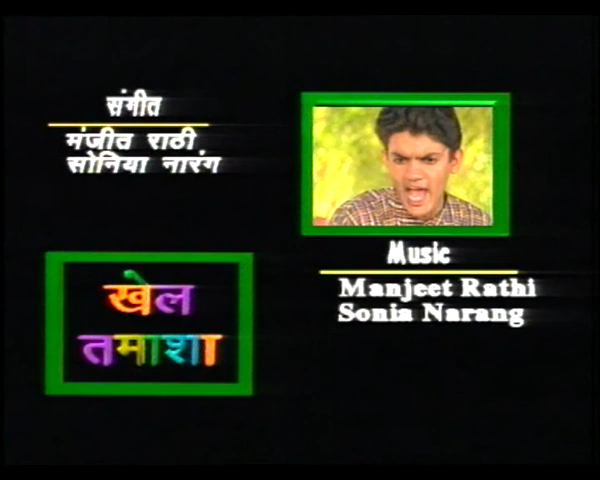 संगीत
मंजीत राठी
सोनिया नारंग
Music
Manjeet Rathi
Sonia Narang
खेल
तमाशा